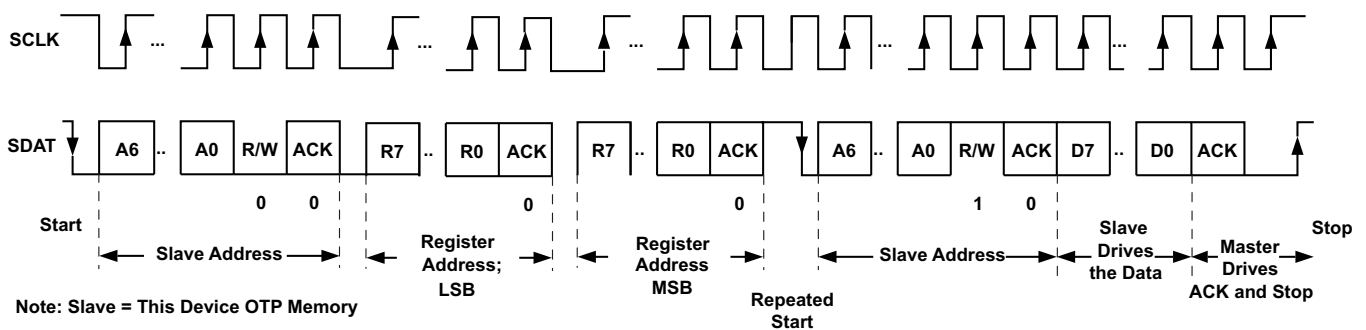 SCLK ... ... ... ... ...
SDAT A6 .. A0 R/W ACK R7 .. R0 ACK R7 .. R0 ACK A6 .. A0 R/W ACK D7 .. D0 ACK
0 0 0 0 1 0
Start Stop
Slave Address
Register
Address;
LSB
Register
Address
MSB
Repeated
Start
Slave Address
Slave
Drives
the Data
Master
Drives
ACK and Stop
Note: Slave = This Device OTP Memory